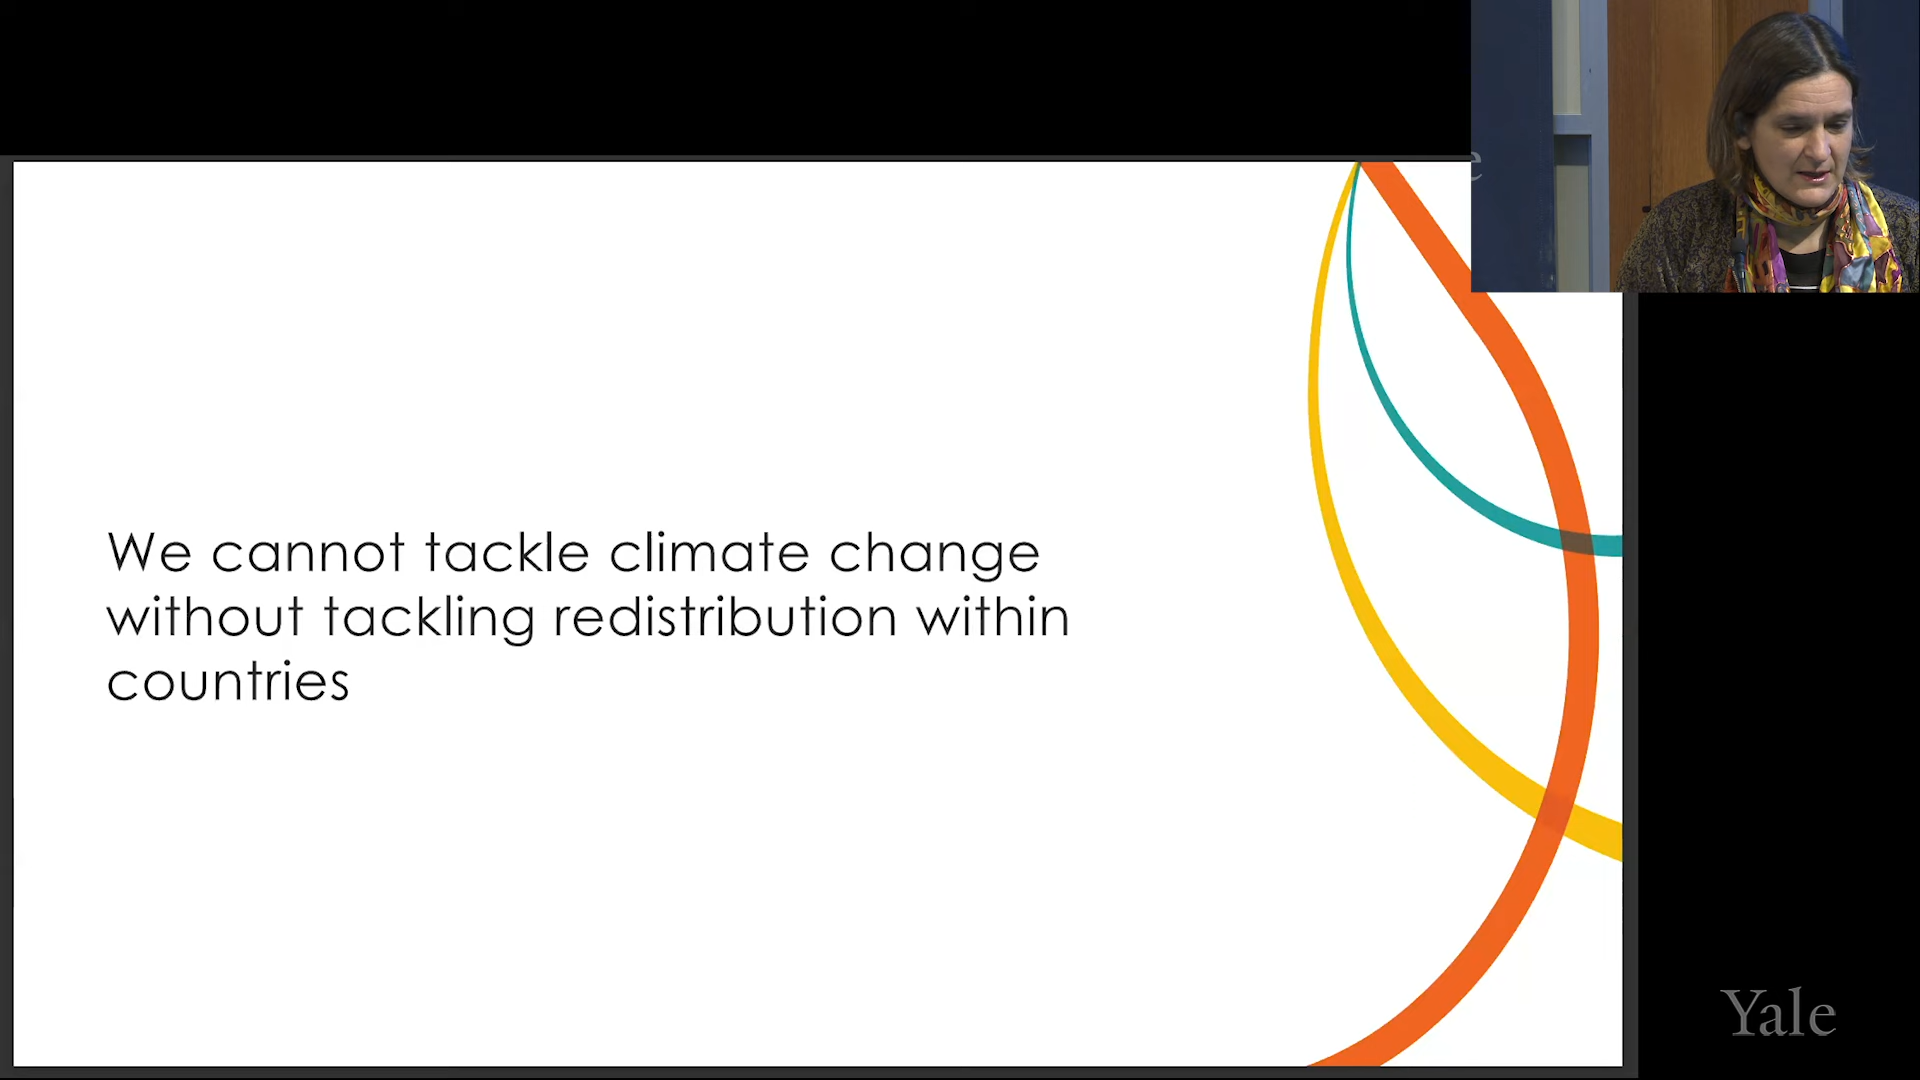 We cannot tackle climate change
without tackling redistribution within
countries
e
Yale